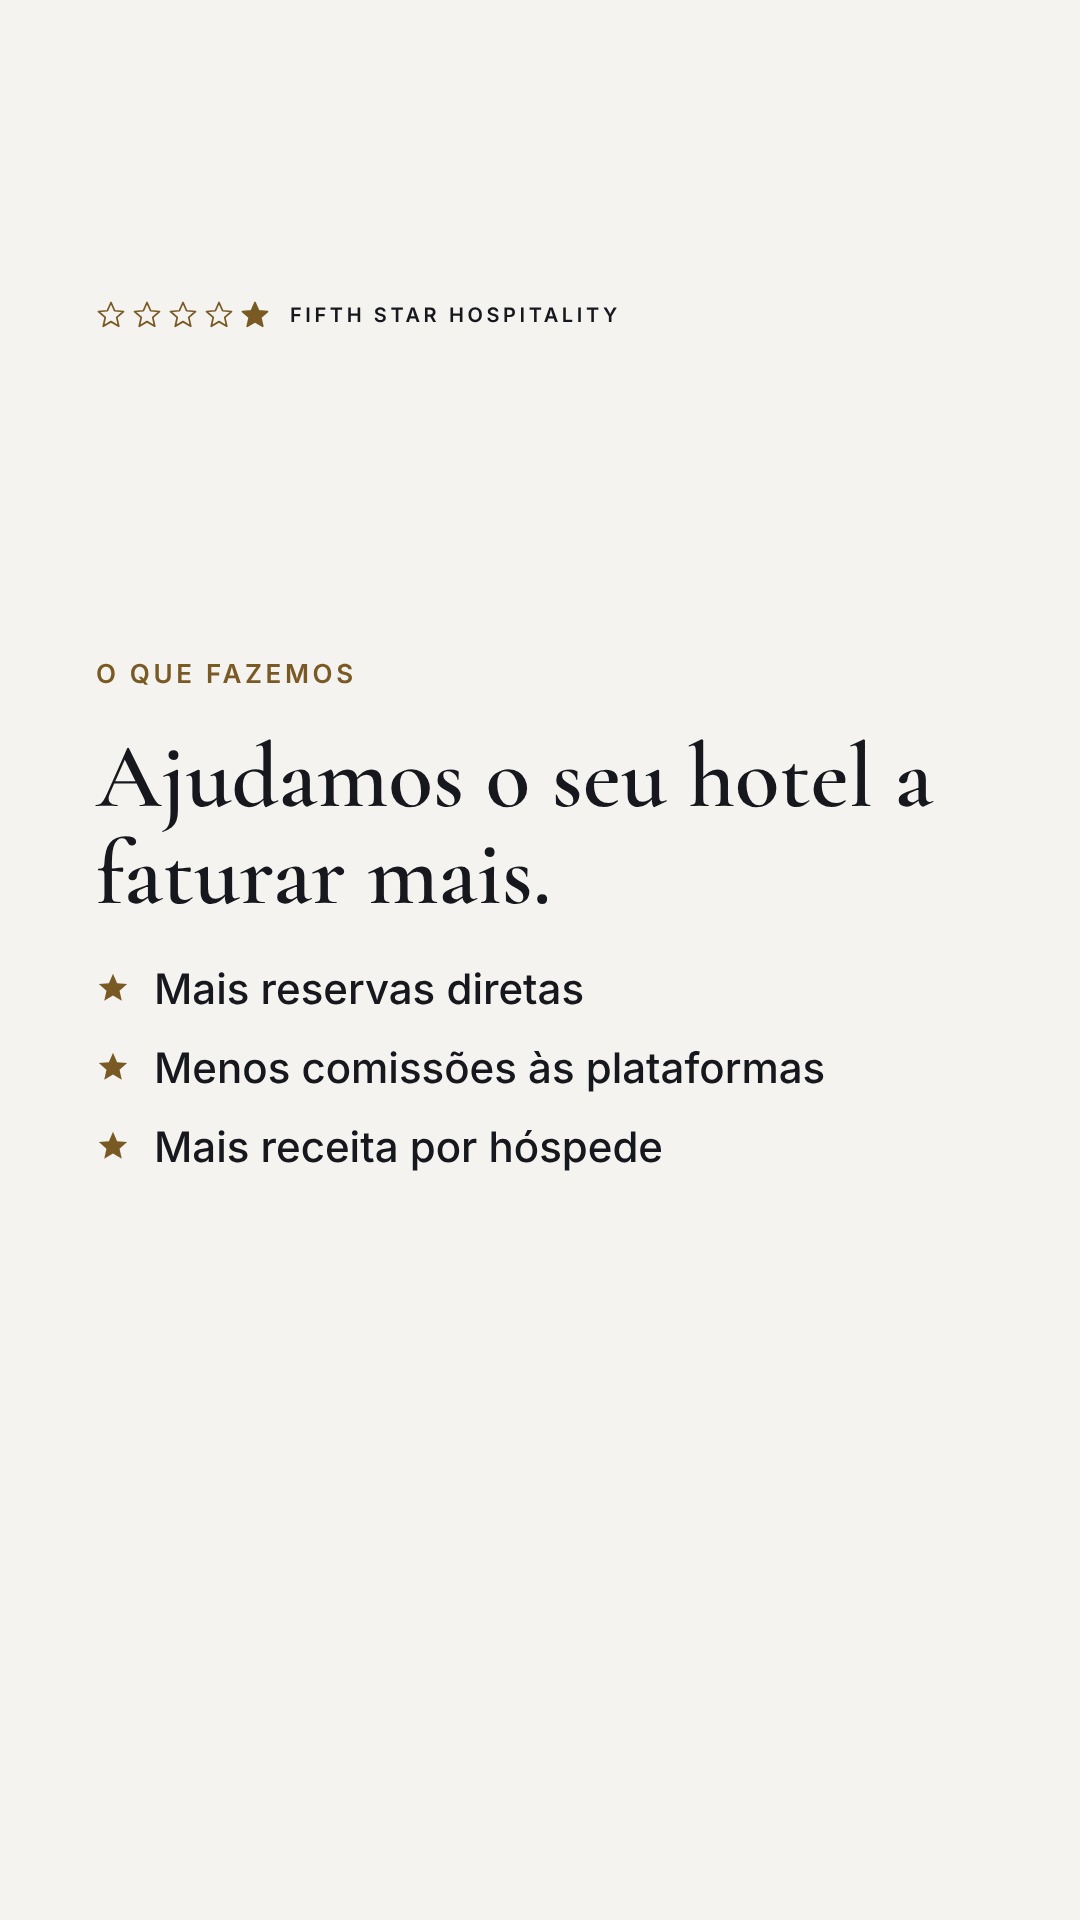 FIFTH STAR HOSPITALITY
O QUE FAZEMOS
Ajudamos o seu hotel a
faturar mais.
Mais reservas diretas
Menos comissões às plataformas
Mais receita por hóspede